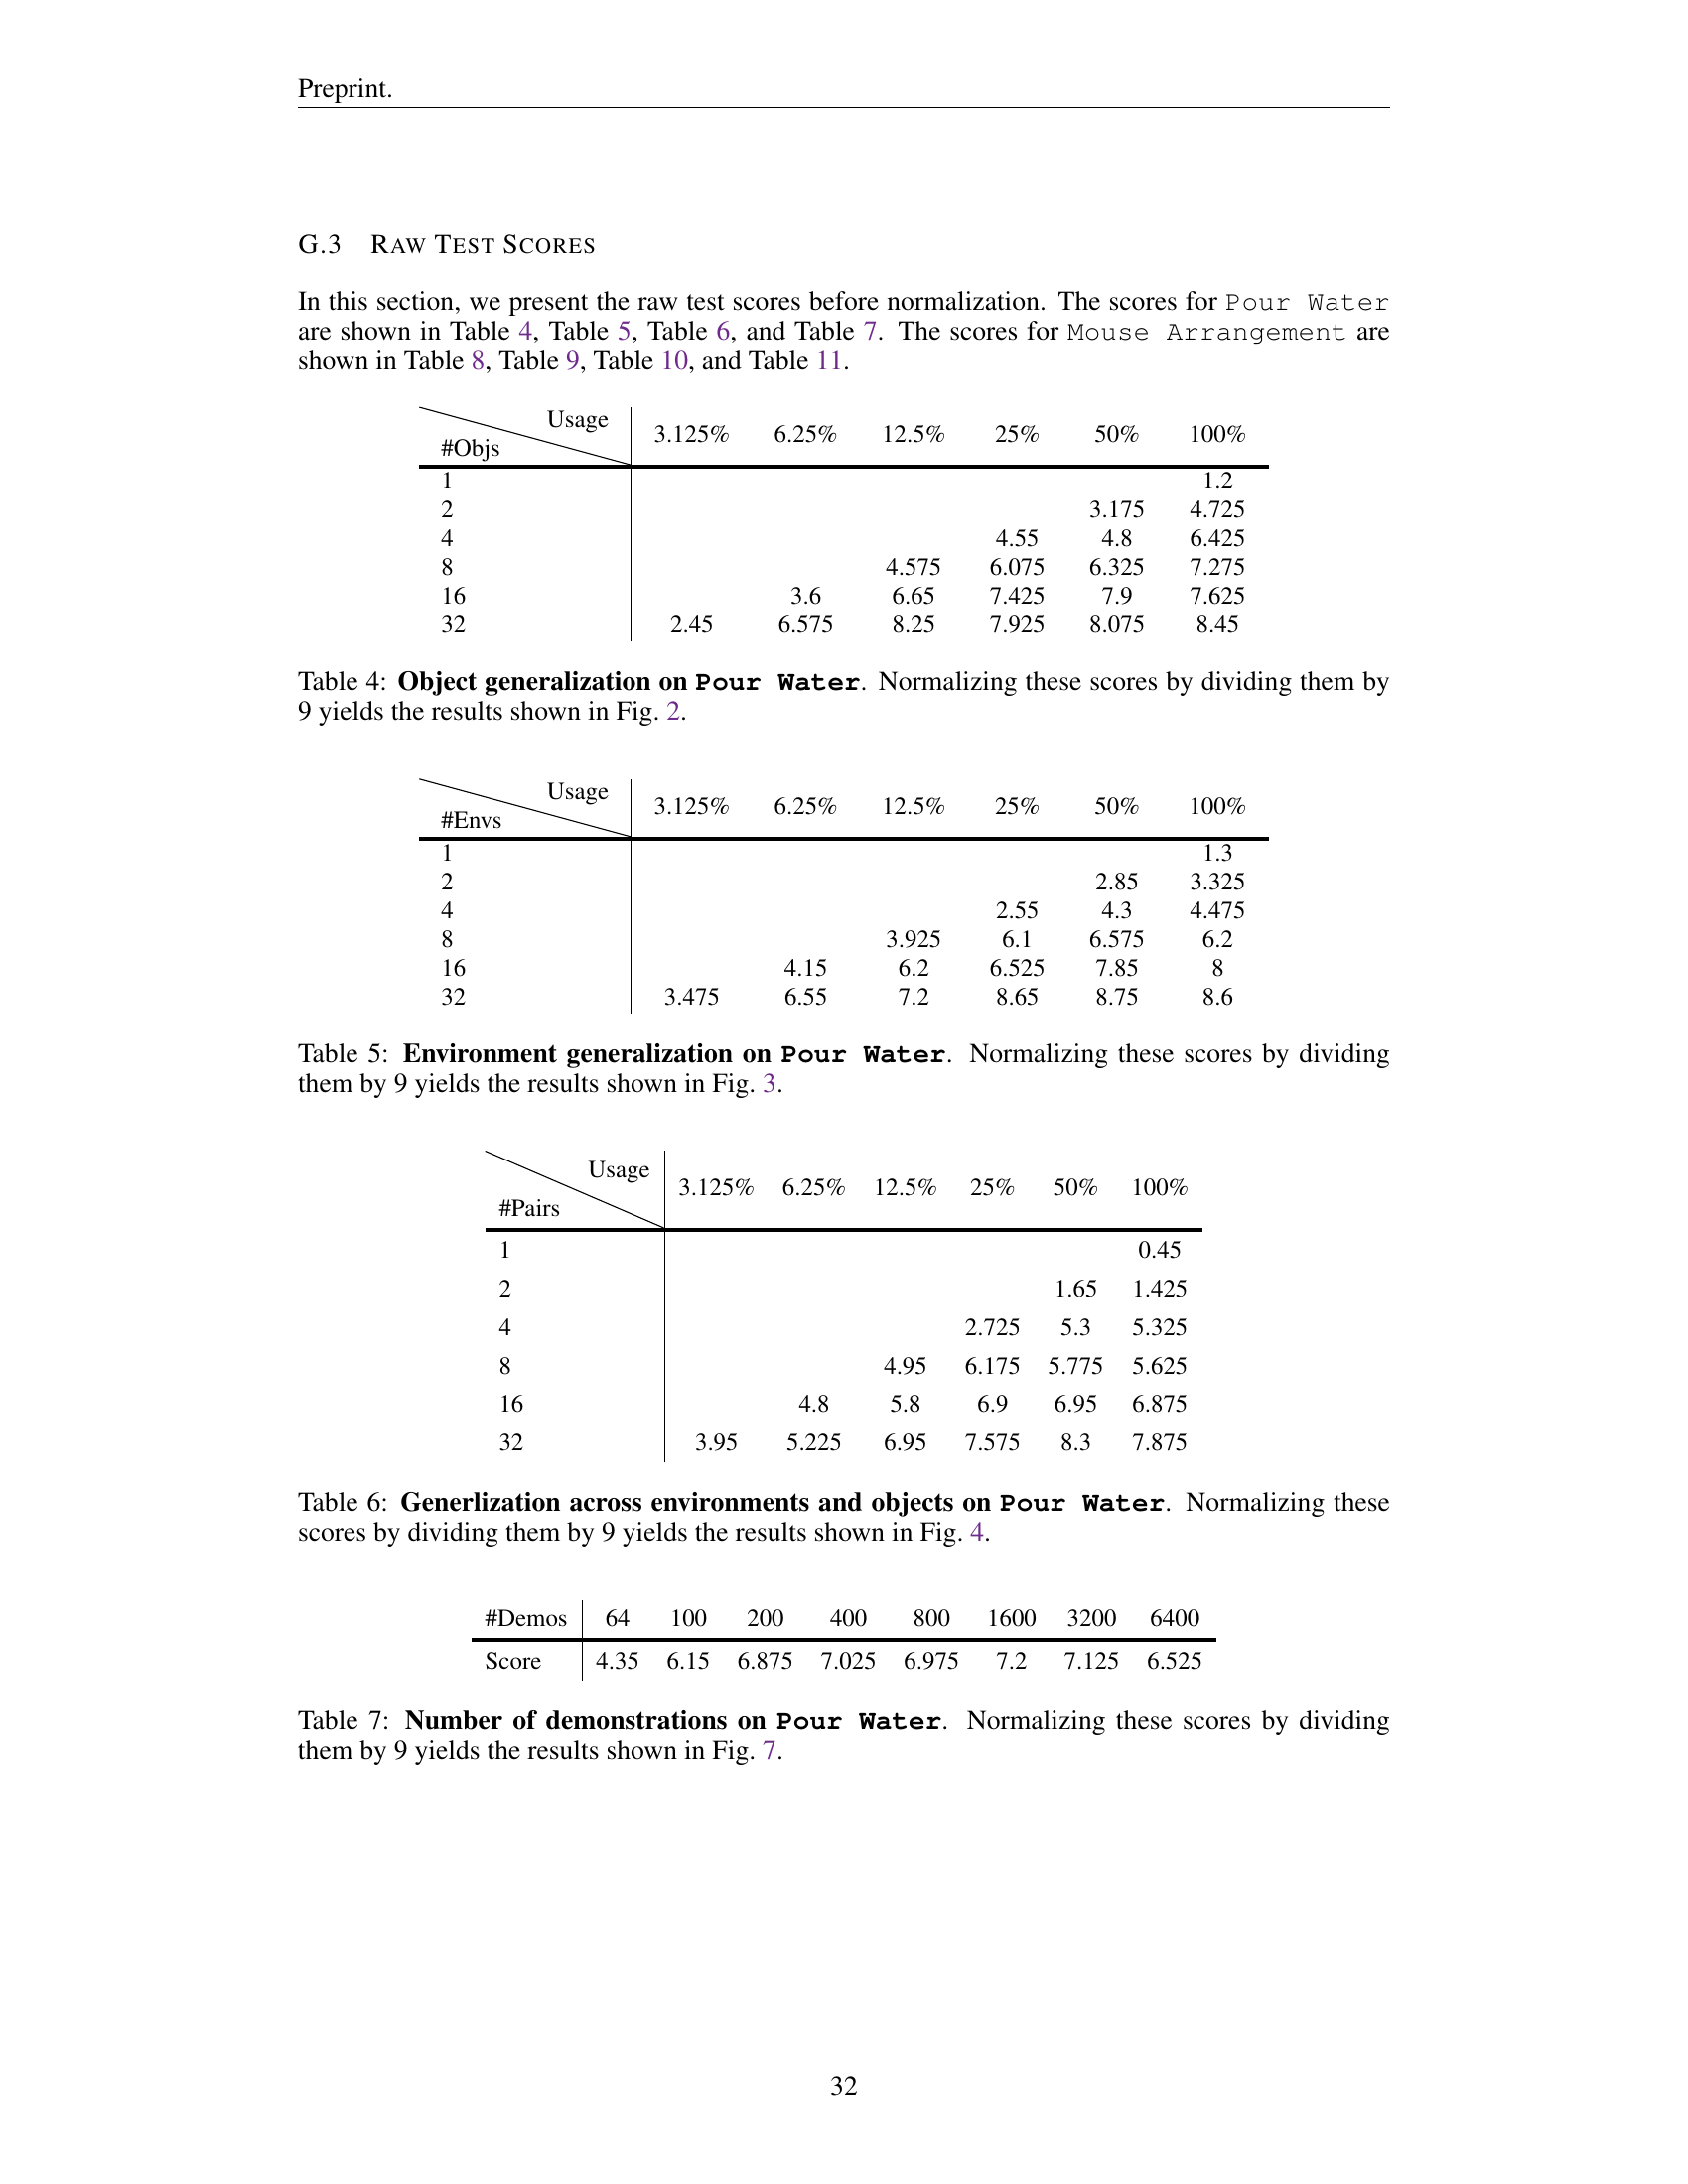 Preprint.
G.3 RAW TEST SCORES
In this section, we present the raw test scores before normalization. The scores for Pour Water
are shown in Table 4, Table 5, Table 6, and Table 7. The scores for Mouse Arrangement are
shown in Table 8, Table 9, Table 10, and Table 11.
Usage
#Objs
3.125% 6.25% 12.5% 25% 50% 100%
1 1.2
2 3.175 4.725
4 4.55 4.8 6.425
8 4.575 6.075 6.325 7.275
16 3.6 6.65 7.425 7.9 7.625
32 2.45 6.575 8.25 7.925 8.075 8.45
Table 4: Object generalization on Pour Water. Normalizing these scores by dividing them by
9 yields the results shown in Fig. 2.
Usage
#Envs
3.125% 6.25% 12.5% 25% 50% 100%
1 1.3
2 2.85 3.325
4 2.55 4.3 4.475
8 3.925 6.1 6.575 6.2
16 4.15 6.2 6.525 7.85 8
32 3.475 6.55 7.2 8.65 8.75 8.6
Table 5: Environment generalization on Pour Water. Normalizing these scores by dividing
them by 9 yields the results shown in Fig. 3.
Usage
#Pairs
3.125% 6.25% 12.5% 25% 50% 100%
1 0.45
2 1.65 1.425
4 2.725 5.3 5.325
8 4.95 6.175 5.775 5.625
16 4.8 5.8 6.9 6.95 6.875
32 3.95 5.225 6.95 7.575 8.3 7.875
Table 6: Generlization across environments and objects on Pour Water. Normalizing these
scores by dividing them by 9 yields the results shown in Fig. 4.
#Demos 64 100 200 400 800 1600 3200 6400
Score 4.35 6.15 6.875 7.025 6.975 7.2 7.125 6.525
Table 7: Number of demonstrations on Pour Water. Normalizing these scores by dividing
them by 9 yields the results shown in Fig. 7.
32